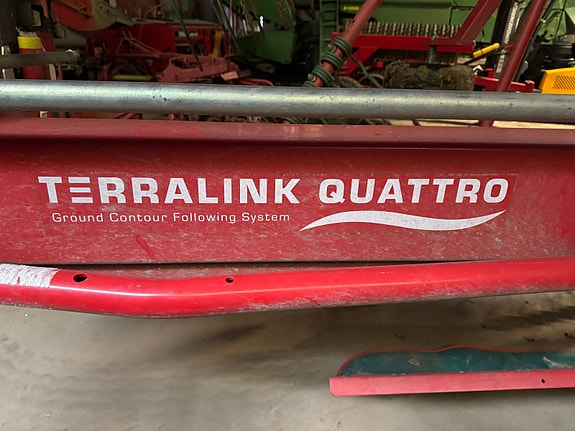 TERRALINK QUATTRO
Ground Contour Following System